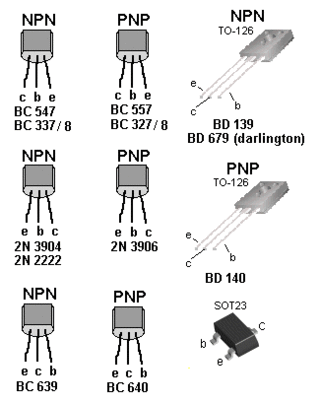 NPN
c b e
BC 547
BC 337/8
PNP
c b e
BC 557
BC 327/8
NPN
TO-126
e
c
b
BD 139
BD 679 (darlington)
NPN
e b c
2N 3904
2N 2222
PNP
e b c
2N 3906
PNP
TO-126
e
c
b
BD 140
NPN
e c b
BC 639
PNP
e c b
BC 640
SOT23
b
c
e